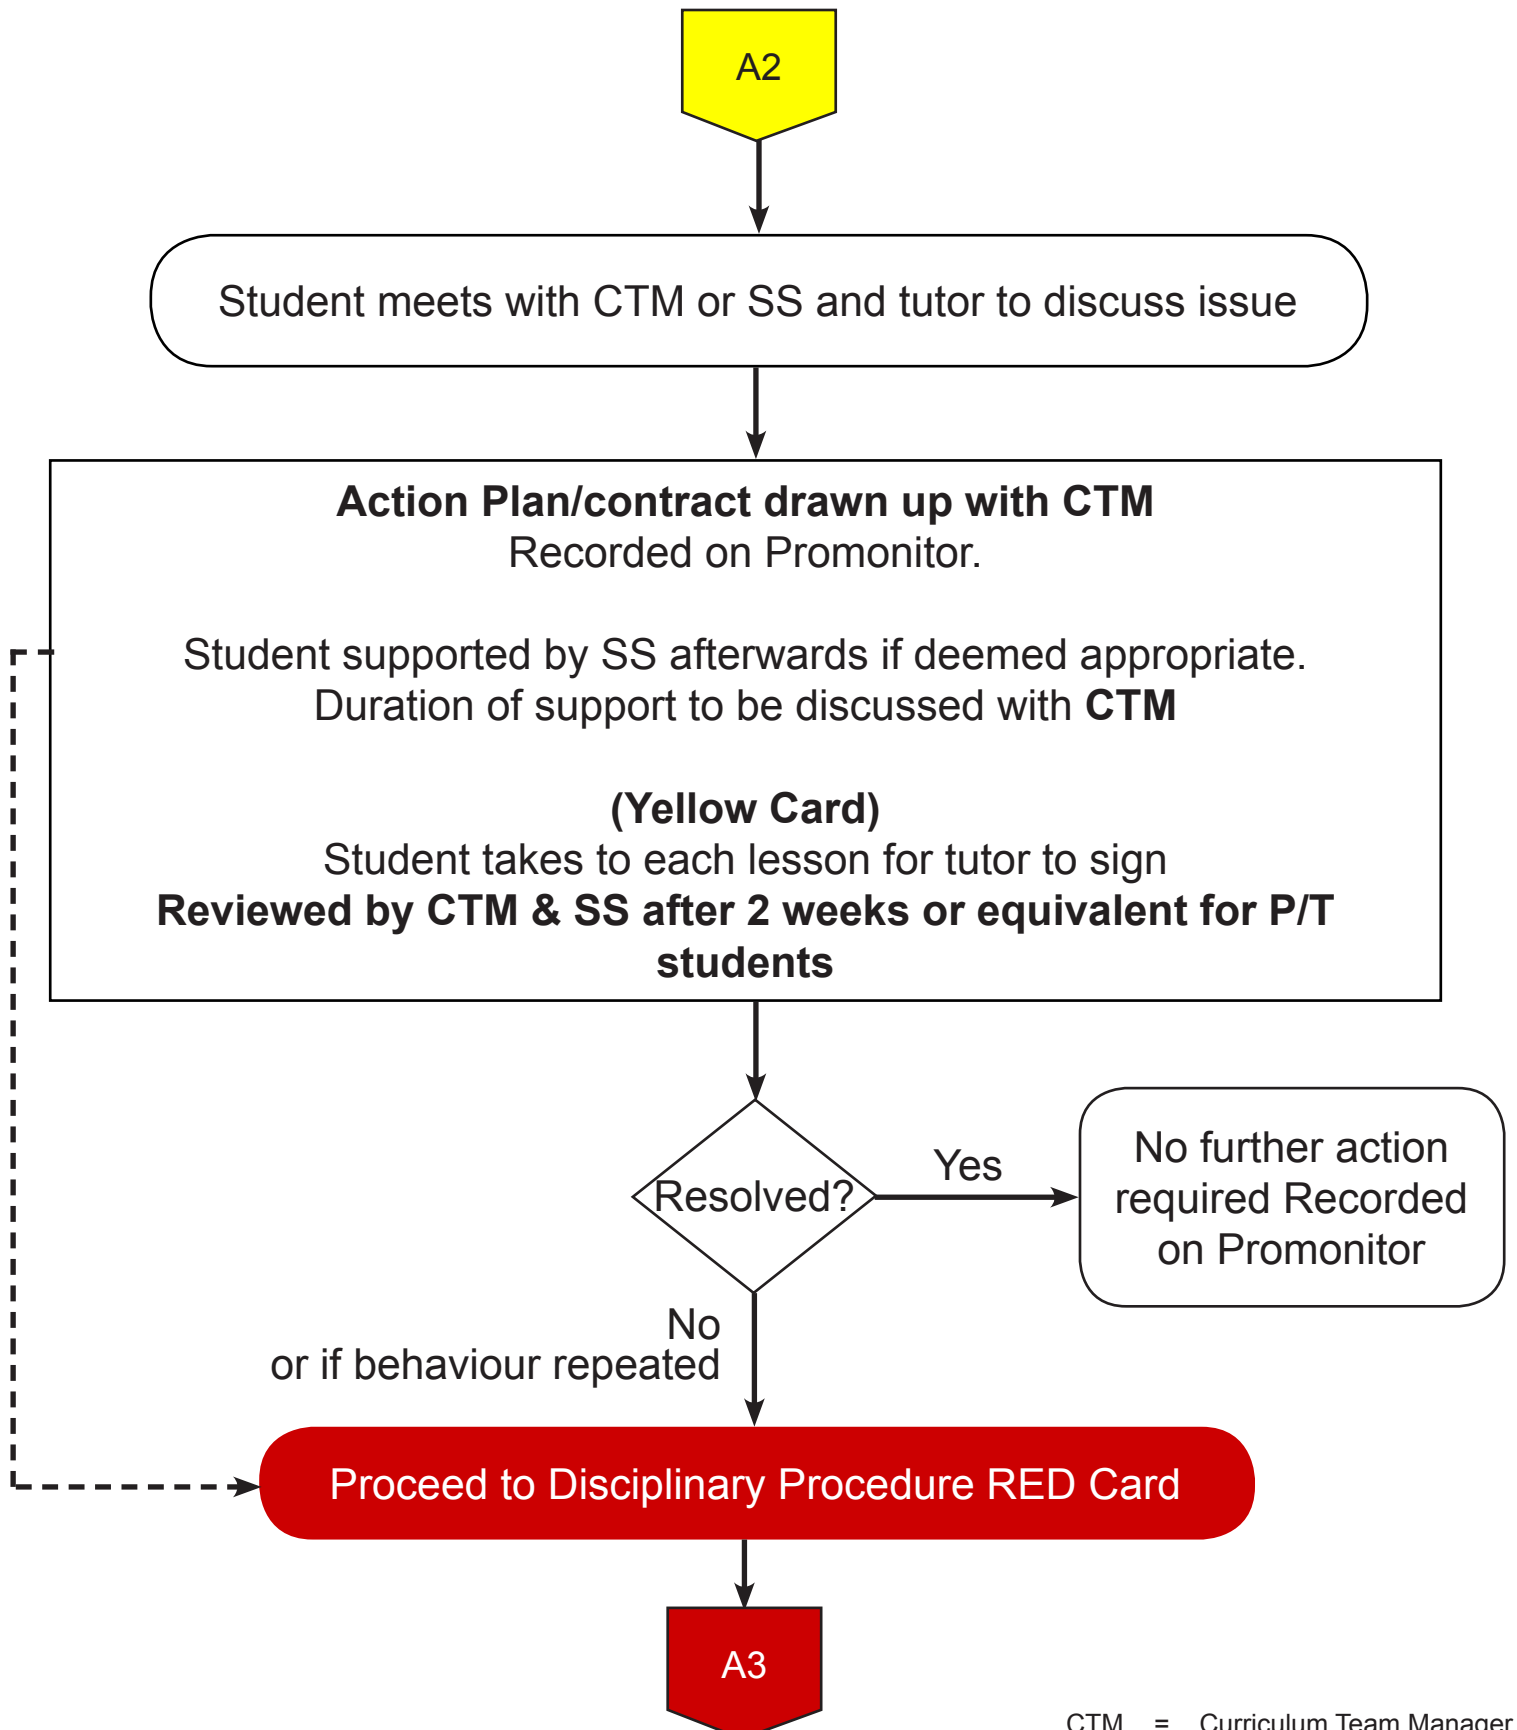 A2
Student meets with CTM or SS and tutor to discuss issue
Action Plan/contract drawn up with CTM
Recorded on Promonitor.
Student supported by SS afterwards if deemed appropriate.
Duration of support to be discussed with CTM
(Yellow Card)
Student takes to each lesson for tutor to sign
Reviewed by CTM & SS after 2 weeks or equivalent for P/T
students
Resolved?
Yes
No further action
required Recorded
on Promonitor
No
or if behaviour repeated
Proceed to Disciplinary Procedure RED Card
A3
CTM = Curriculum Team Manager